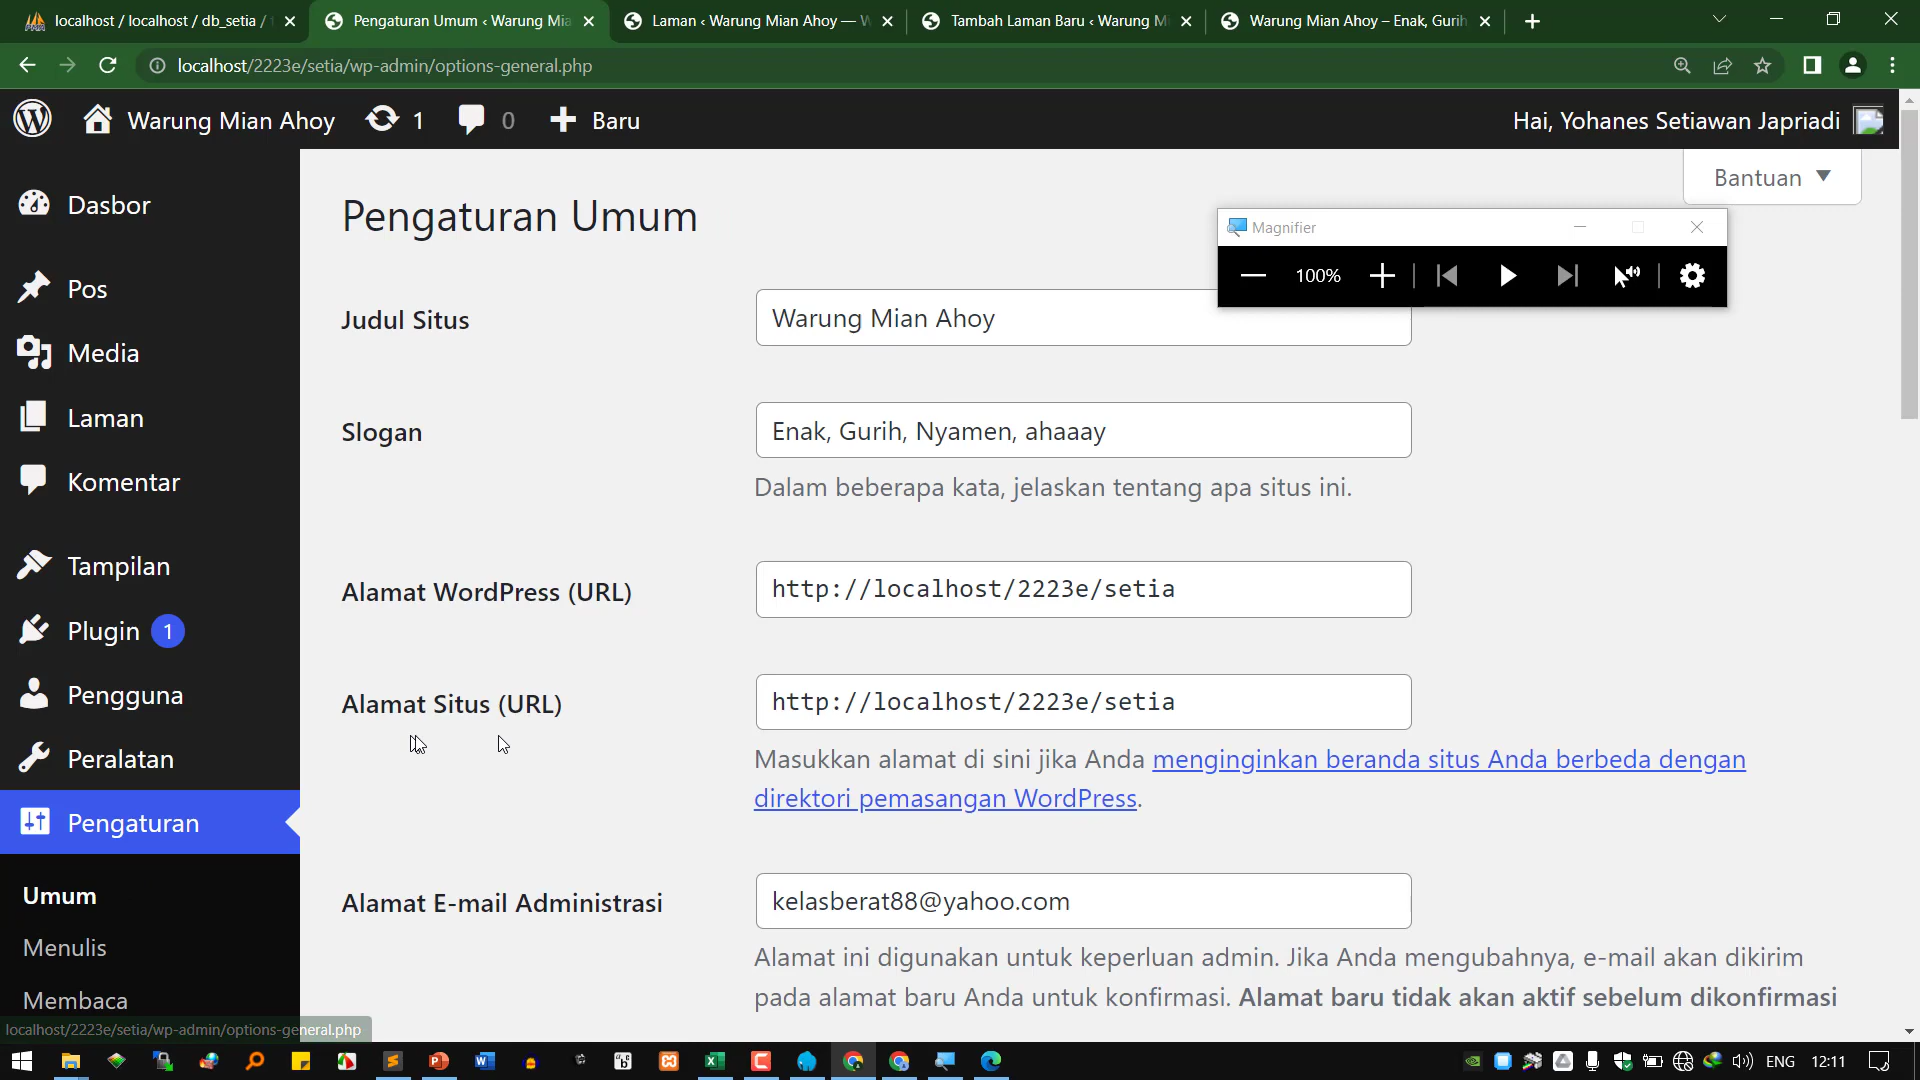 localhost / localhost / db_setia /
Pengaturan Umum ‹ Warung Mia
Laman ‹ Warung Mian Ahoy — W
Tambah Laman Baru ‹ Warung M
Warung Mian Ahoy – Enak, Gurih
localhost/2223e/setia/wp-admin/options-general.php
Warung Mian Ahoy
1
0
Baru
Hai, Yohanes Setiawan Japriadi
Bantuan
Dasbor
Pos
Media
Laman
Komentar
Tampilan
Plugin 1
Pengguna
Peralatan
Pengaturan
Umum
Menulis
Membaca
Pengaturan Umum
Magnifier
100%
Judul Situs
Warung Mian Ahoy
Slogan
Enak, Gurih, Nyamen, ahaaay
Dalam beberapa kata, jelaskan tentang apa situs ini.
Alamat WordPress (URL)
http://localhost/2223e/setia
Alamat Situs (URL)
http://localhost/2223e/setia
Masukkan alamat di sini jika Anda menginginkan beranda situs Anda berbeda dengan
direktori pemasangan WordPress.
Alamat E-mail Administrasi
kelasberat88@yahoo.com
Alamat ini digunakan untuk keperluan admin. Jika Anda mengubahnya, e-mail akan dikirim
pada alamat baru Anda untuk konfirmasi. Alamat baru tidak akan aktif sebelum dikonfirmasi
localhost/2223e/setia/wp-admin/options-general.php
ENG
12:11